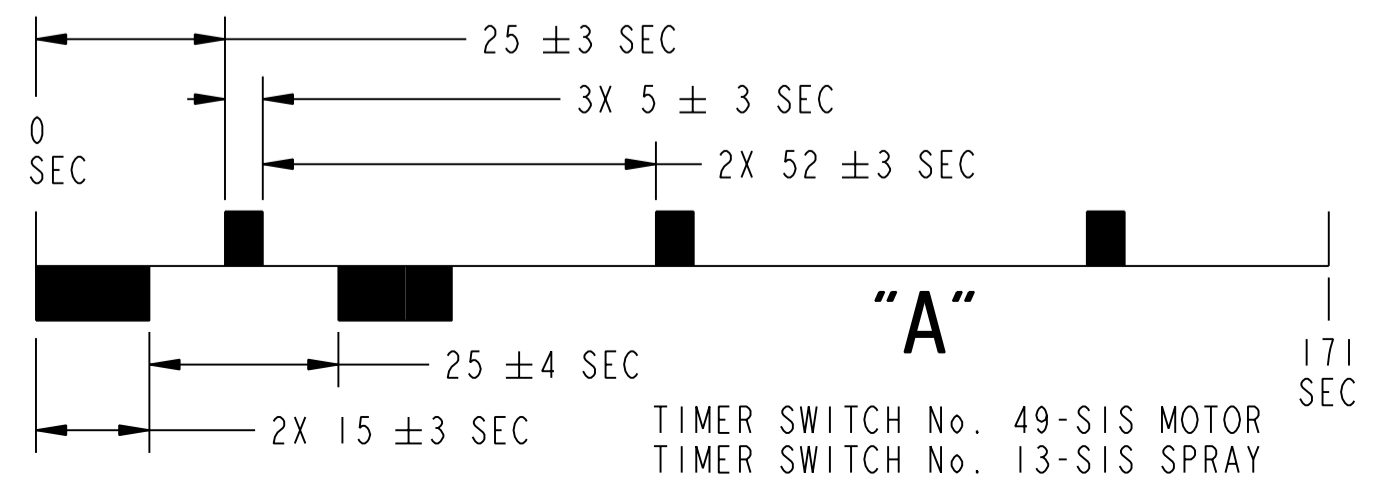 25 ±3 SEC
3X 5 ± 3 SEC
0
SEC
2X 52 ±3 SEC
"A"
25 ±4 SEC
171
SEC
2X 15 ±3 SEC
TIMER SWITCH No. 49-SIS MOTOR
TIMER SWITCH No. 13-SIS SPRAY